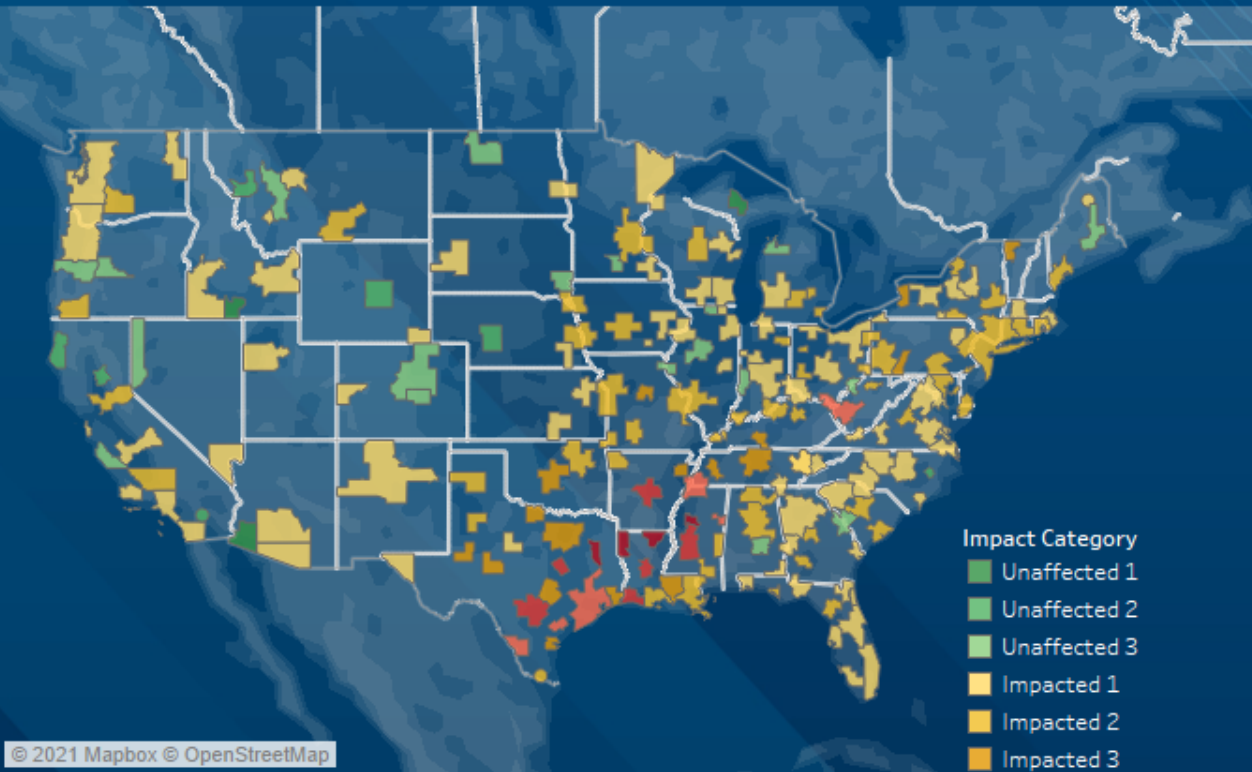 Impact Category
Unaffected 1
Unaffected 2
Unaffected 3
Impacted 1
Impacted 2
Impacted 3
© 2021 Mapbox © OpenStreetMap